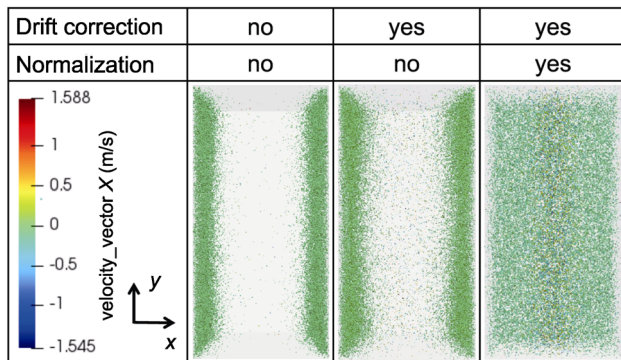 Drift correction no yes yes
Normalization no no yes
1.588
1
0.5
0
-0.5
-1
-1.545
velocity_vector X (m/s)
y
x